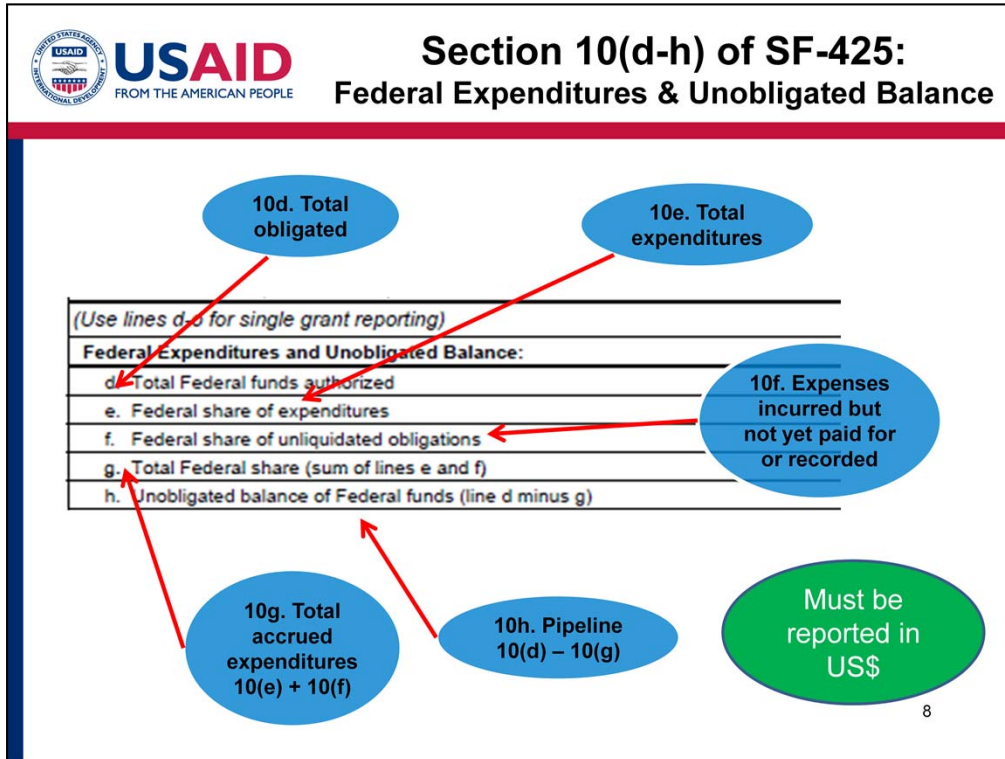 UNITED STATES AGENCY
USAID
INTERNATIONAL DEVELOPMENT
USAID
FROM THE AMERICAN PEOPLE
Section 10(d-h) of SF-425:
Federal Expenditures & Unobligated Balance
10d. Total
obligated
10e. Total
expenditures
(Use lines d-o for single grant reporting)
Federal Expenditures and Unobligated Balance:
d. Total Federal funds authorized
e. Federal share of expenditures
f. Federal share of unliquidated obligations
g. Total Federal share (sum of lines e and f)
h. Unobligated balance of Federal funds (line d minus g)
10f. Expenses
incurred but
not yet paid for
or recorded
10g. Total
accrued
expenditures
10(e) + 10(f)
10h. Pipeline
10(d) – 10(g)
Must be
reported in
US$
8